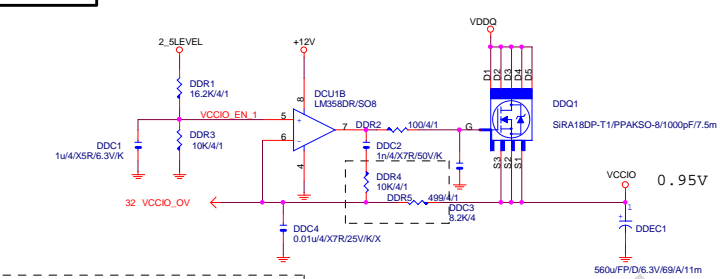 VDDQ
2_5LEVEL
+12V
D1
D2
D3
D4
D5
DDR1
16.2K/4/1
DCU1B
LM358DR/SO8
8
DDQ1
SiRA18DP-T1/PPAKSO-8/1000pF/7.5m
VCCIO_EN_1
5
+
7
DDR2
100/4/1
G
6
-
4
DDC1
1u/4/X5R/6.3V/K
DDR3
10K/4/1
DDC2
1n/4/X7R/50V/K
S3
S2
S1
DDR4
10K/4/1
VCCIO
0.95V
DDR5
499/4/1
32 VCCIO_OV
DDC3
8.2K/4
1
DDC4
0.01u/4/X7R/25V/K/X
+
DDEC1
560u/FP/D/6.3V/69/A/11m